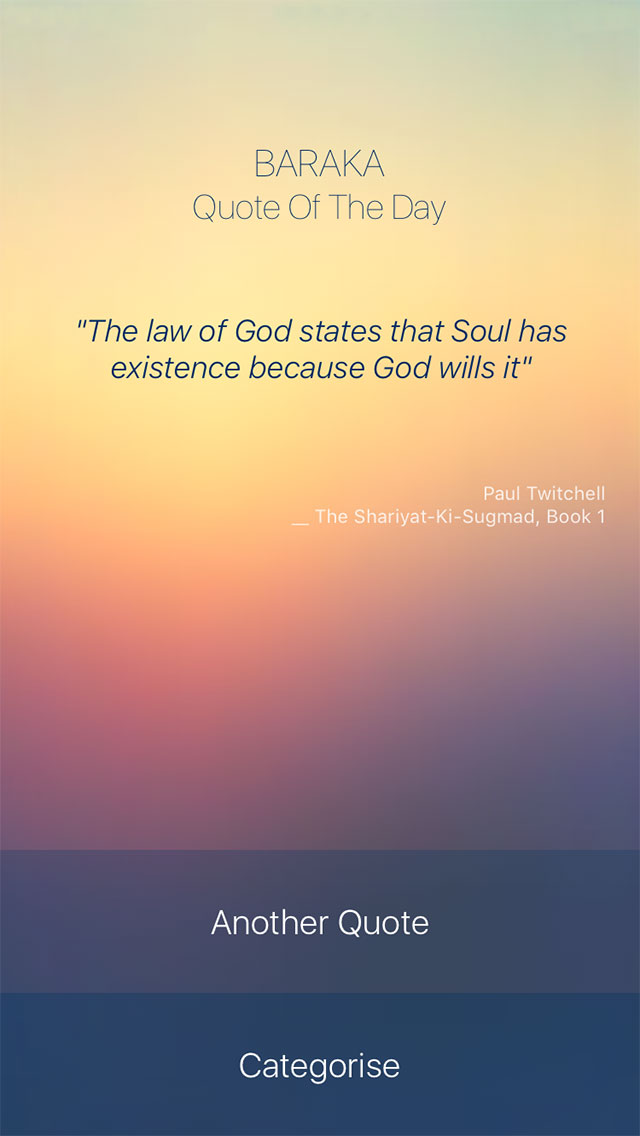 BARAKA
Quote Of The Day
"The law of God states that Soul has
existence because God wills it"
Paul Twitchell
__ The Shariyat-Ki-Sugmad, Book 1
Another Quote
Categorise